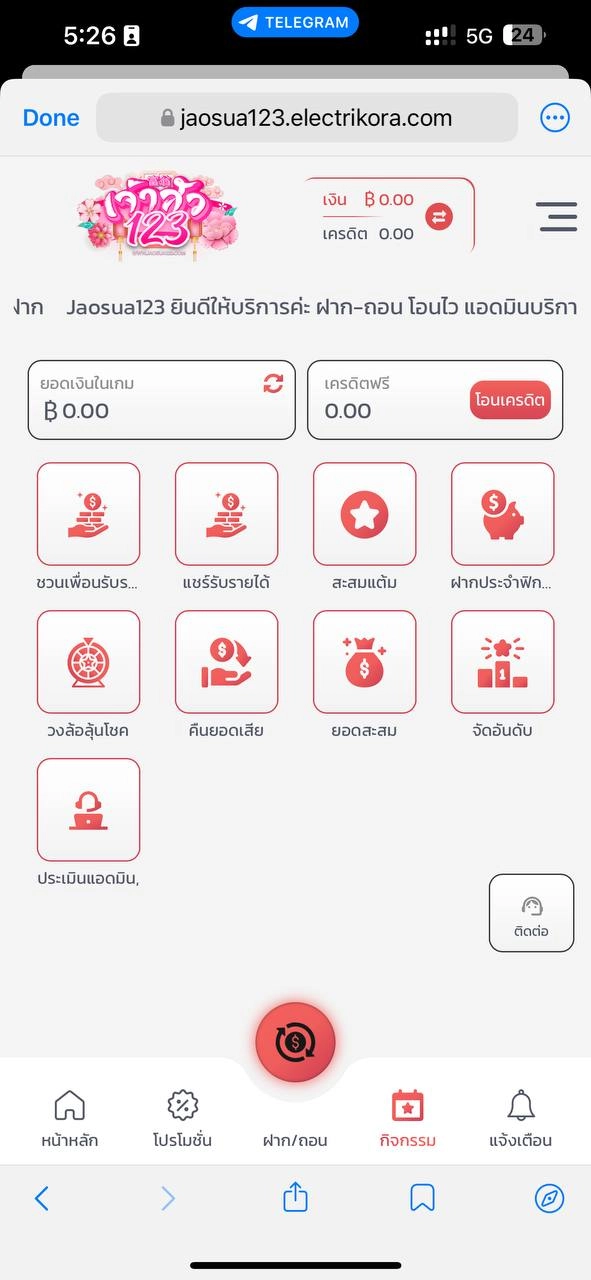 5:26
TELEGRAM
5G
24
Done
jaosua123.electrikora.com
เจ้าสัว
123
WWW.JAOSUA123.COM
เงิน ฿ 0.00
เครดิต 0.00
ฝาก Jaosua123 ยินดีให้บริการค่ะ ฝาก-ถอน โอนไว แอดมินบริกา
ยอดเงินในเกม
฿ 0.00
เครดิตฟรี
0.00
โอนเครดิต
ชวนเพื่อนรับร...
แชร์รับรายได้
สะสมแต้ม
ฝากประจำฟิก...
วงล้อลุ้นโชค
คืนยอดเสีย
ยอดสะสม
1
จัดอันดับ
ประเมินแอดมิน,
ติดต่อ
หน้าหลัก
โปรโมชั่น
ฝาก/ถอน
กิจกรรม
แจ้งเตือน